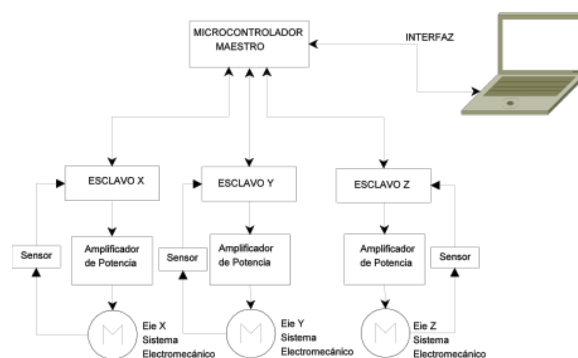 MICROCONTROLADOR
MAESTRO
INTERFAZ
ESCLAVO X
ESCLAVO Y
ESCLAVO Z
Sensor
Amplificador
de Potencia
Sensor
Amplificador
de Potencia
Amplificador
de Potencia
Sensor
M
Eje X
Sistema
Electromecánico
M
Eje Y
Sistema
Electromecánico
M
Eje Z
Sistema
Electromecánico